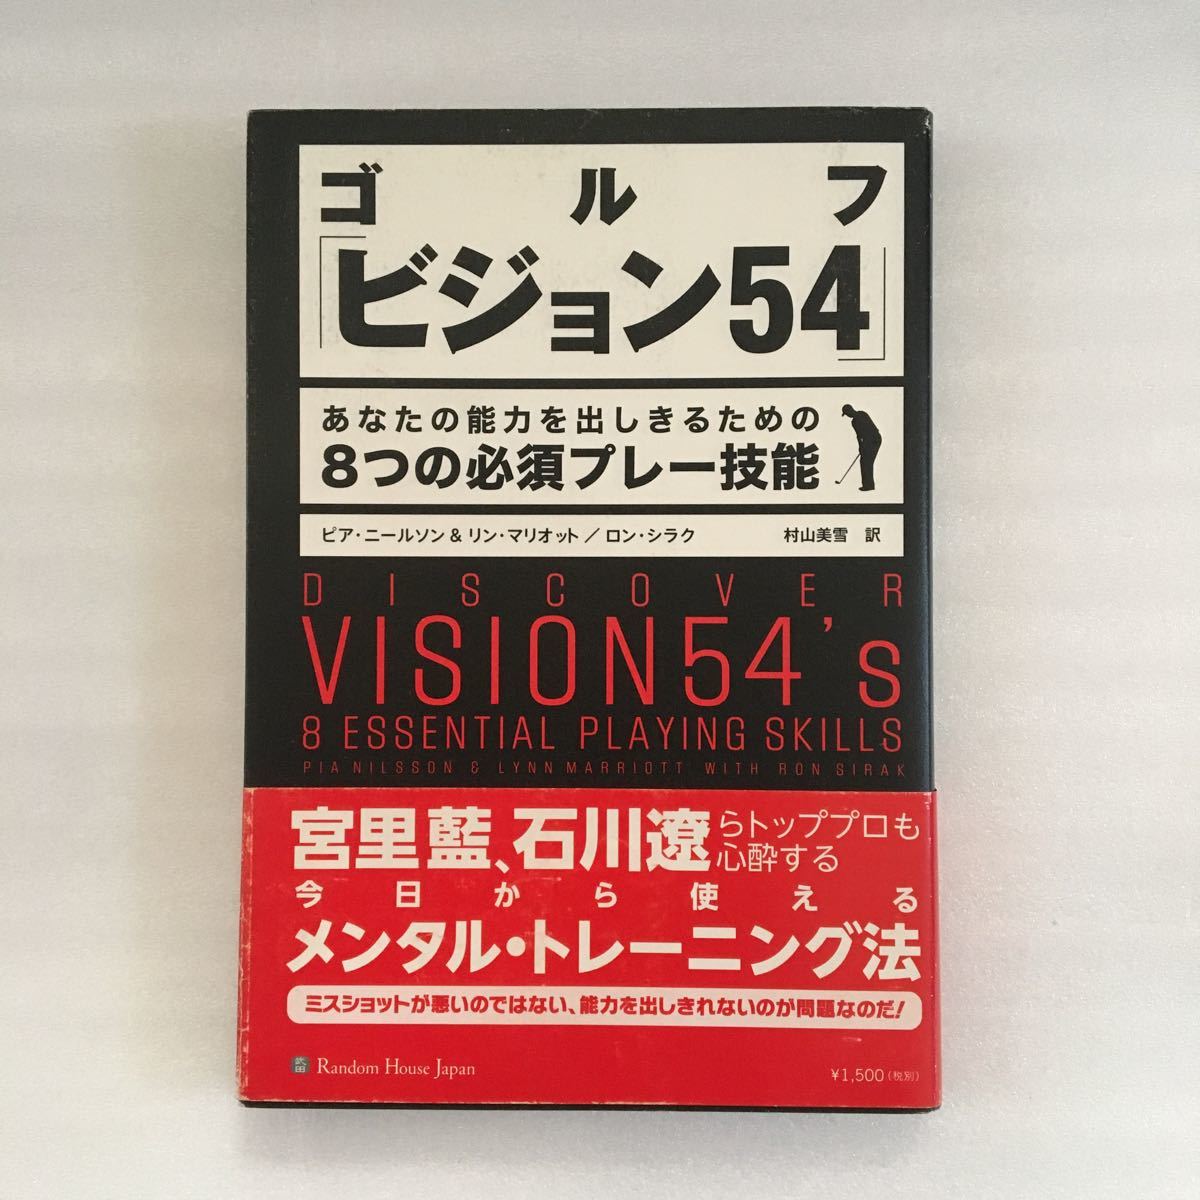 ゴルフ
「ビジョン54」
あなたの能力を出しきるための
8つの必須プレー技能
ピア・ニールソン & リン・マリオット／ロン・シラク　村山美雪　訳
DISCOVER
VISION54's
8 ESSENTIAL PLAYING SKILLS
PIA NILSSON & LYNN MARRIOTT WITH RON SIRAK
宮里藍、石川遼らトッププロも
心酔する
今日から使える
メンタル・トレーニング法
ミスショットが悪いのではない、能力を出しきれないのが問題なのだ!
武田 Random House Japan
¥1,500（税別）